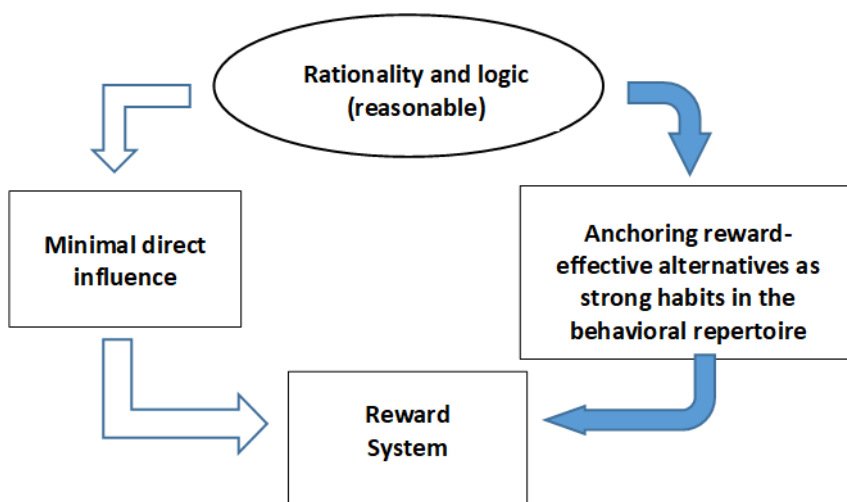 Rationality and logic
(reasonable)
Minimal direct
influence
Anchoring reward-
effective alternatives as
strong habits in the
behavioral repertoire
Reward
System